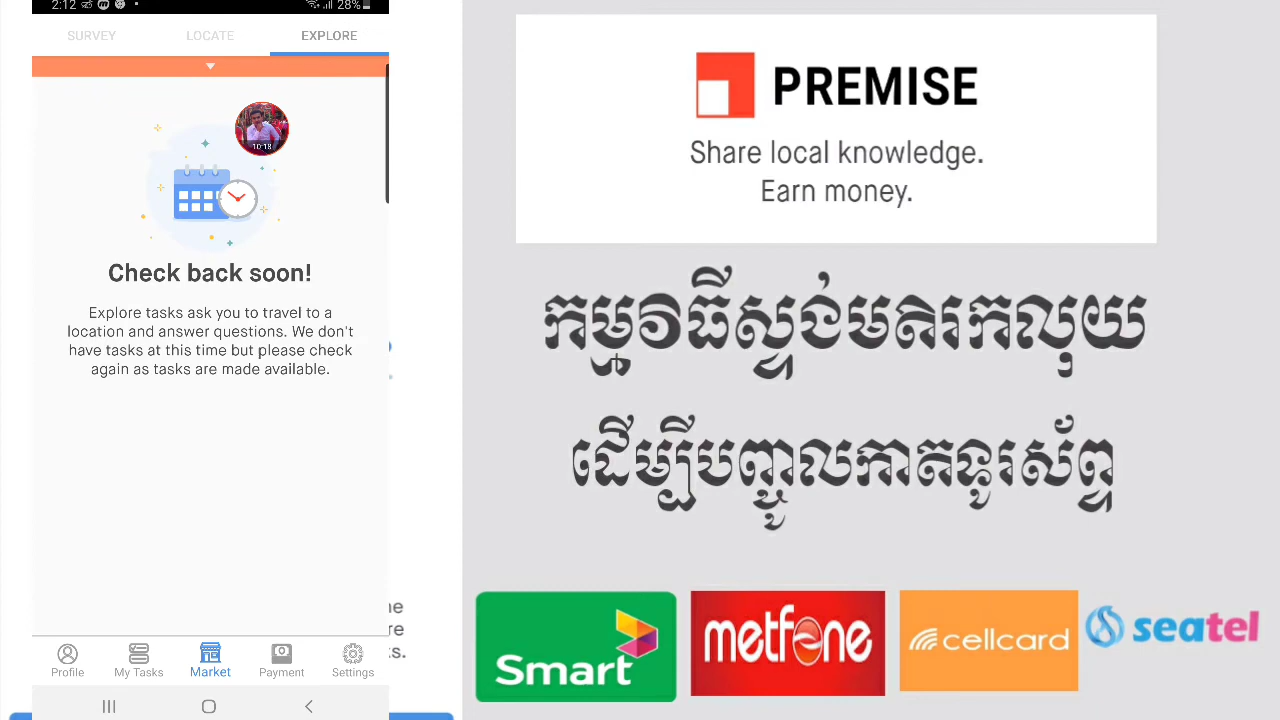 2:12
28%
SURVEY
LOCATE
EXPLORE
10:18
Check back soon!
Explore tasks ask you to travel to a
location and answer questions. We don't
have tasks at this time but please check
again as tasks are made available.
Profile
My Tasks
Market
Payment
Settings
PREMISE
Share local knowledge.
Earn money.
កម្មវិធីស្ទង់មតិរកលុយ
ដើម្បីបញ្ចូលកាតទូរស័ព្ទ
Smart
metfone
cellcard
seatel